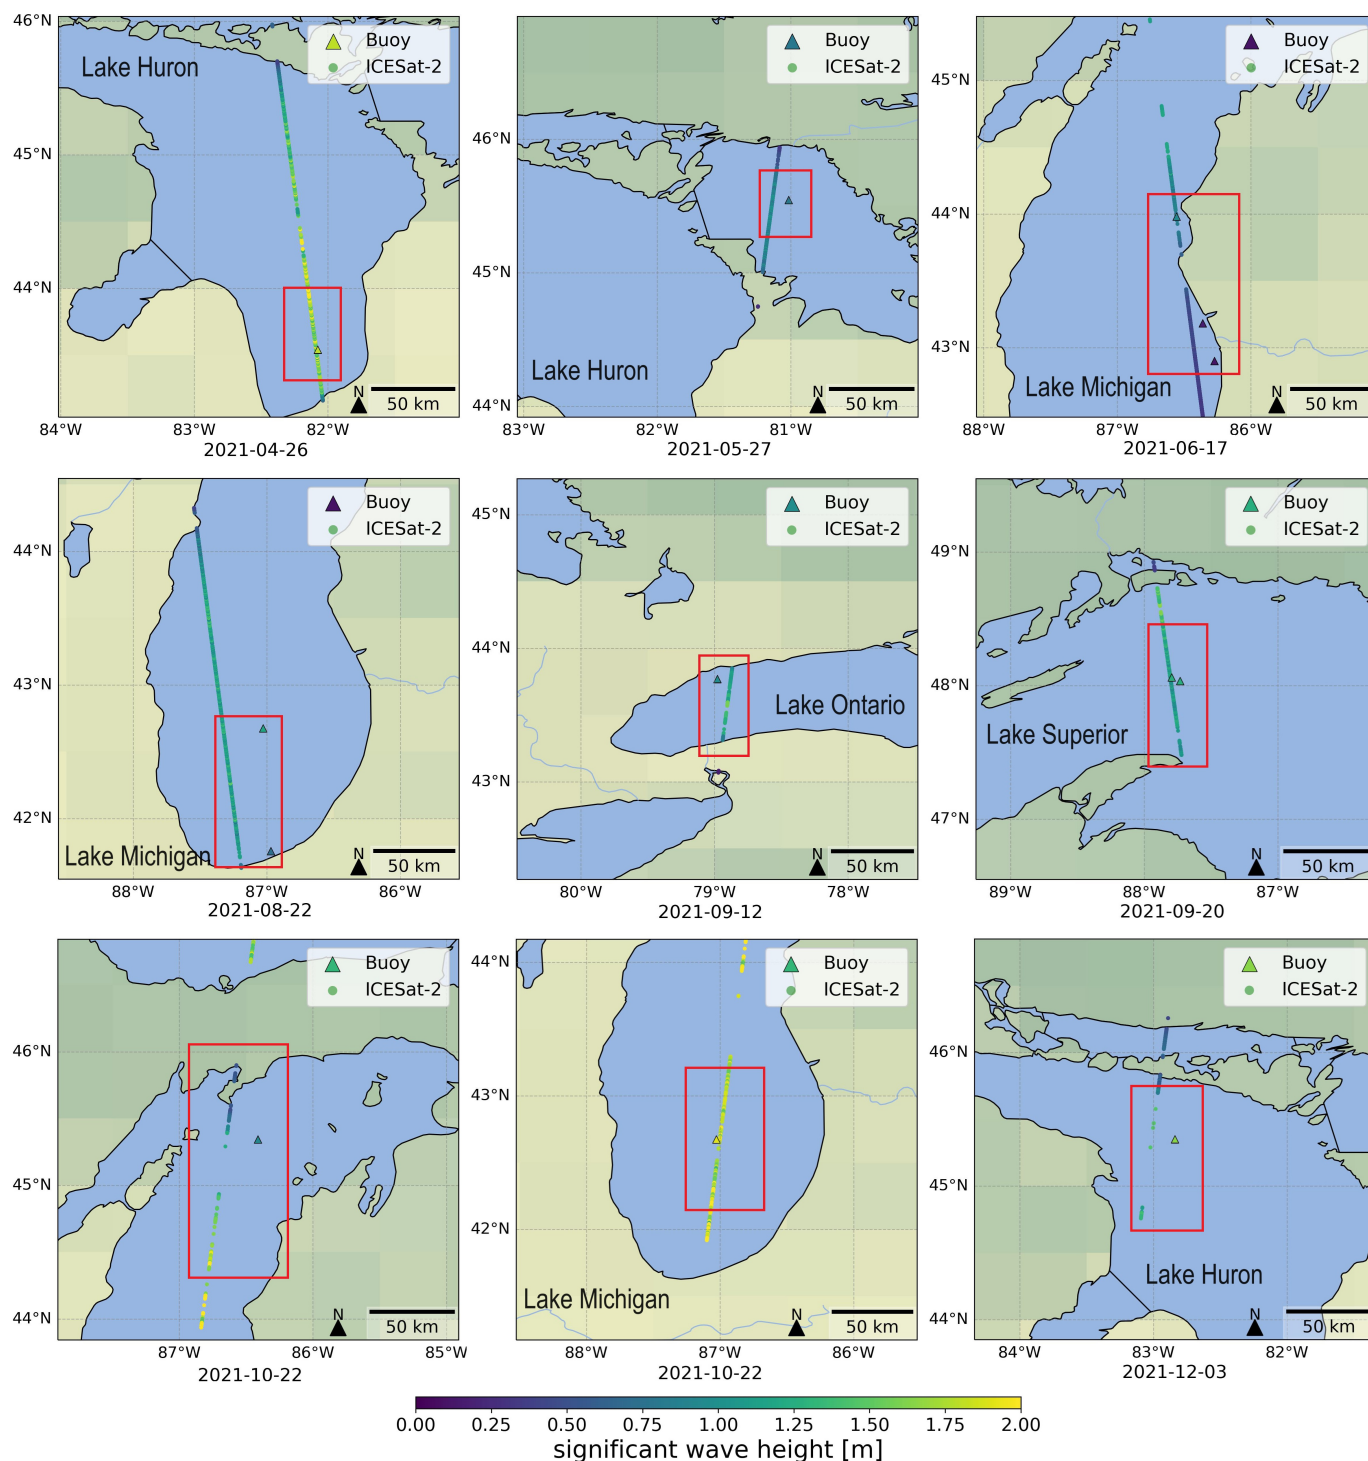 46°N
45°N
44°N
Lake Huron
Buoy
ICESat-2
N
50 km
84°W 83°W 82°W
2021-04-26
46°N
45°N
44°N
Lake Huron
Buoy
ICESat-2
N
50 km
83°W 82°W 81°W
2021-05-27
45°N
44°N
43°N
Lake Michigan
Buoy
ICESat-2
N
50 km
88°W 87°W 86°W
2021-06-17
44°N
43°N
42°N
Lake Michigan
Buoy
ICESat-2
N
50 km
88°W 87°W 86°W
2021-08-22
45°N
44°N
43°N
Lake Ontario
Buoy
ICESat-2
N
50 km
80°W 79°W 78°W
2021-09-12
49°N
48°N
47°N
Lake Superior
Buoy
ICESat-2
N
50 km
89°W 88°W 87°W
2021-09-20
46°N
45°N
44°N
Buoy
ICESat-2
N
50 km
87°W 86°W 85°W
2021-10-22
44°N
43°N
42°N
Lake Michigan
Buoy
ICESat-2
N
50 km
88°W 87°W 86°W
2021-10-22
46°N
45°N
44°N
Lake Huron
Buoy
ICESat-2
N
50 km
84°W 83°W 82°W
2021-12-03
0.00 0.25 0.50 0.75 1.00 1.25 1.50 1.75 2.00
significant wave height [m]